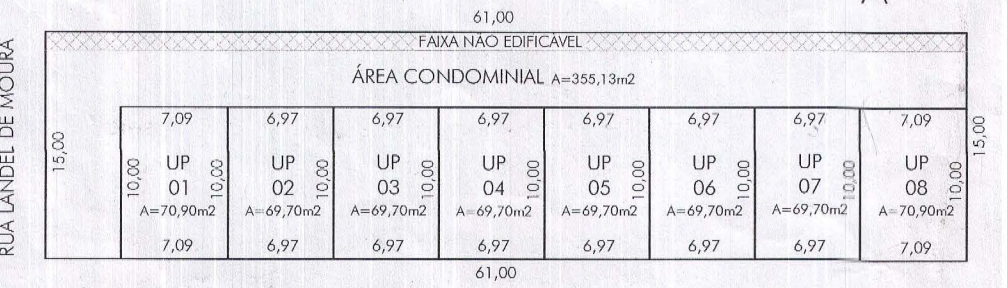 61,00
FAIXA NÃO EDIFICÁVEL
ÁREA CONDOMINIAL A=355,13m2
RUA LANDEL DE MOURA
15,00
7,09 6,97 6,97 6,97 6,97 6,97 6,97 7,09
15,00
UP UP UP UP UP UP UP UP
10,00 01 10,00 02 10,00 03 10,00 04 10,00 05 10,00 06 10,00 07 10,00 08 10,00
A=70,90m2 A=69,70m2 A=69,70m2 A=69,70m2 A=69,70m2 A=69,70m2 A=69,70m2 A=70,90m2
7,09 6,97 6,97 6,97 6,97 6,97 6,97 7,09
61,00